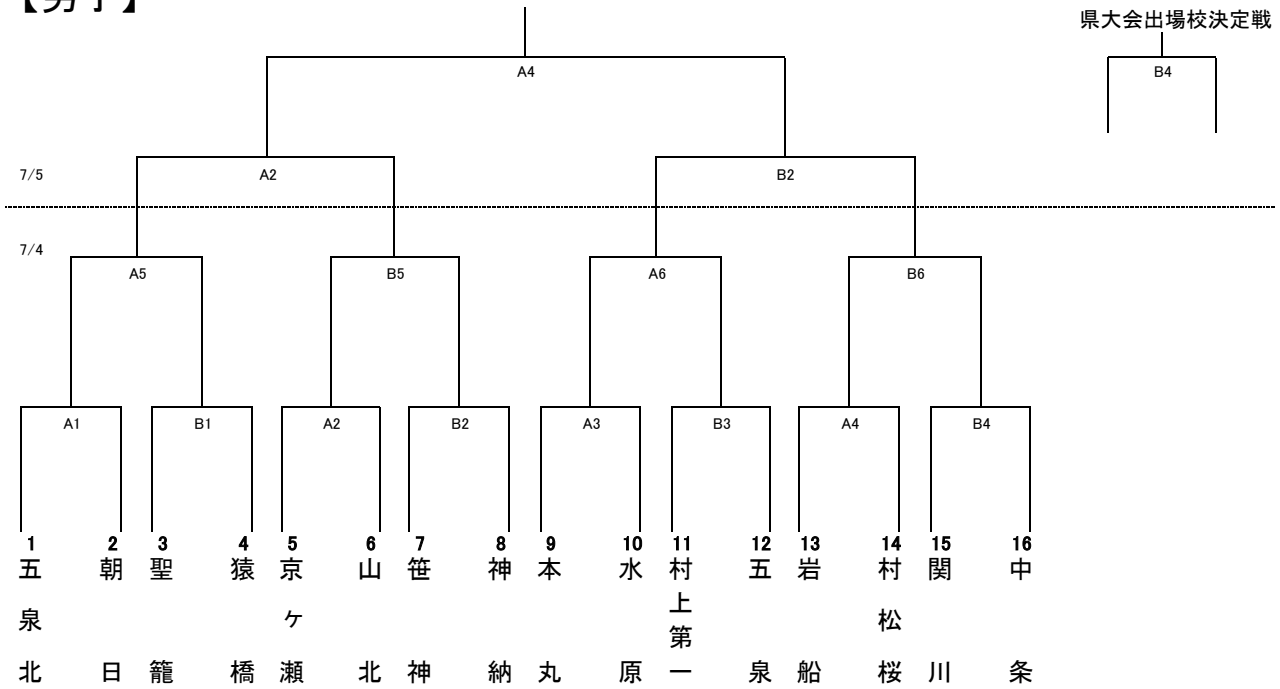 【男子】
県大会出場校決定戦
A4
B4
7/5
A2
B2
7/4
A5
B5
A6
B6
A1
B1
A2
B2
A3
B3
A4
B4
1
2
3
4
5
6
7
8
9
10
11
12
13
14
15
16
五泉北
朝日
聖籠
猿橋
京ヶ瀬
山北
笹神
神納
本丸
水原
村上第一
五泉
岩船
村松桜
関川
中条